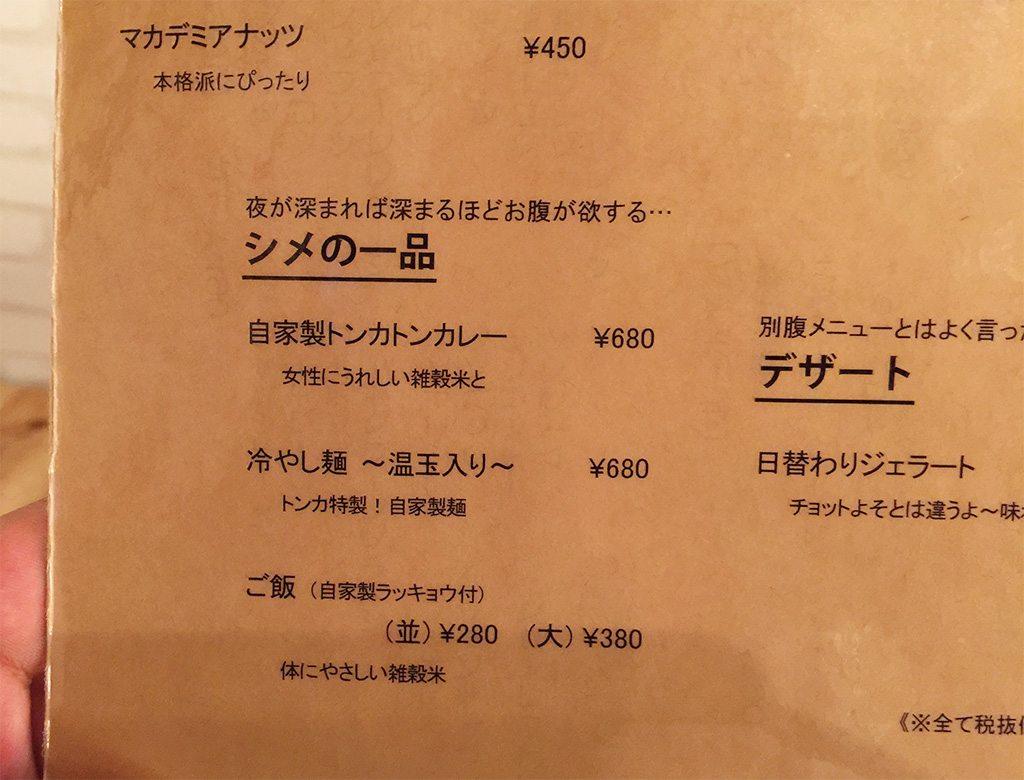 マカデミアナッツ ¥450
本格派にぴったり
夜が深まれば深まるほどお腹が欲する…
シメの一品
自家製トンカトンカレー ¥680
女性にうれしい雑穀米と
冷やし麺 〜温玉入り〜 ¥680
トンカ特製！自家製麺
ご飯（自家製ラッキョウ付）
（並）¥280 （大）¥380
体にやさしい雑穀米
別腹メニューとはよく言っ
デザート
日替わりジェラート
チョットよそとは違うよ〜味
《※全て税抜